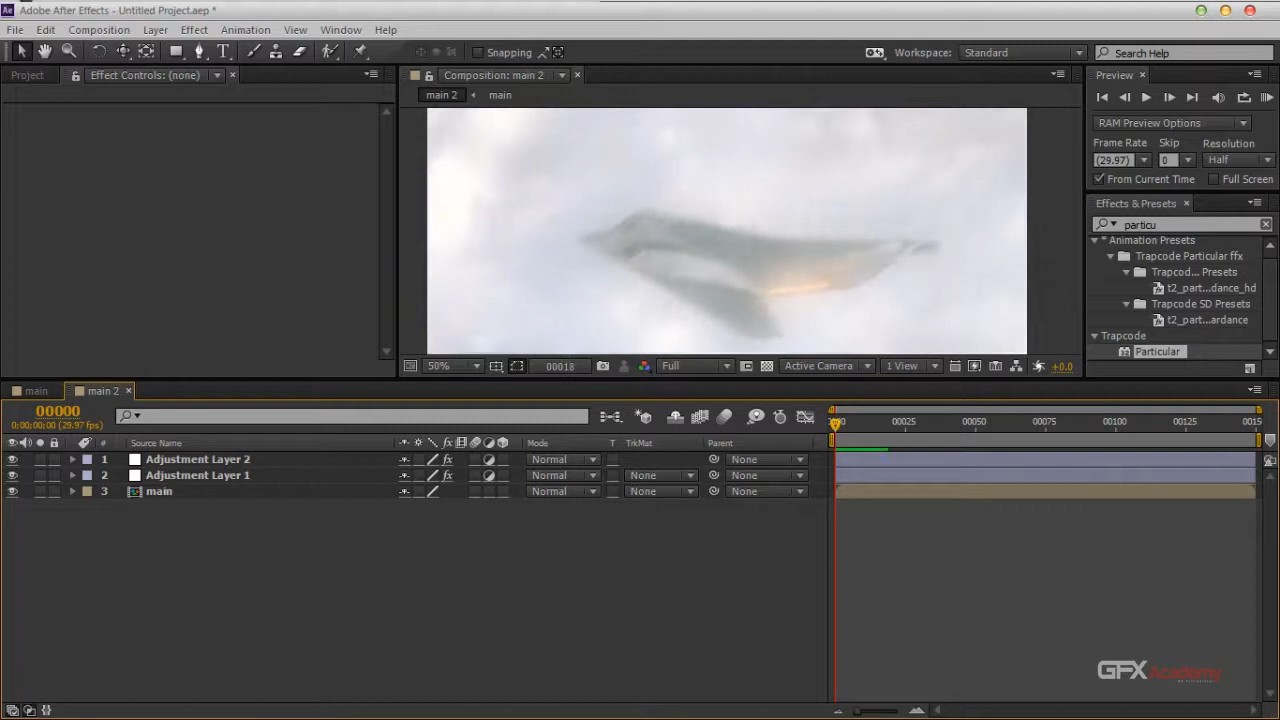 Adobe After Effects - Untitled Project.aep *
File Edit Composition Layer Effect Animation View Window Help
Snapping
Workspace: Standard
Search Help
Project
Effect Controls: (none)
Composition: main 2
main 2
main
Preview
RAM Preview Options
Frame Rate Skip Resolution
(29.97) 0 Half
From Current Time Full Screen
Effects & Presets
particu
* Animation Presets
Trapcode Particular ffx
Trapcod... Presets
t2_part...dance_hd
Trapcode SD Presets
t2_part...ardance
Trapcode
Particular
50% 00018 Full Active Camera 1 View +0.0
main
main 2
00000
0:00:00:00 (29.97 fps)
00025 00050 00075 00100 00125 0015
# Source Name Mode T TrkMat Parent
1 Adjustment Layer 2 Normal None
2 Adjustment Layer 1 Normal None None
3 main Normal None None
GFX Academy